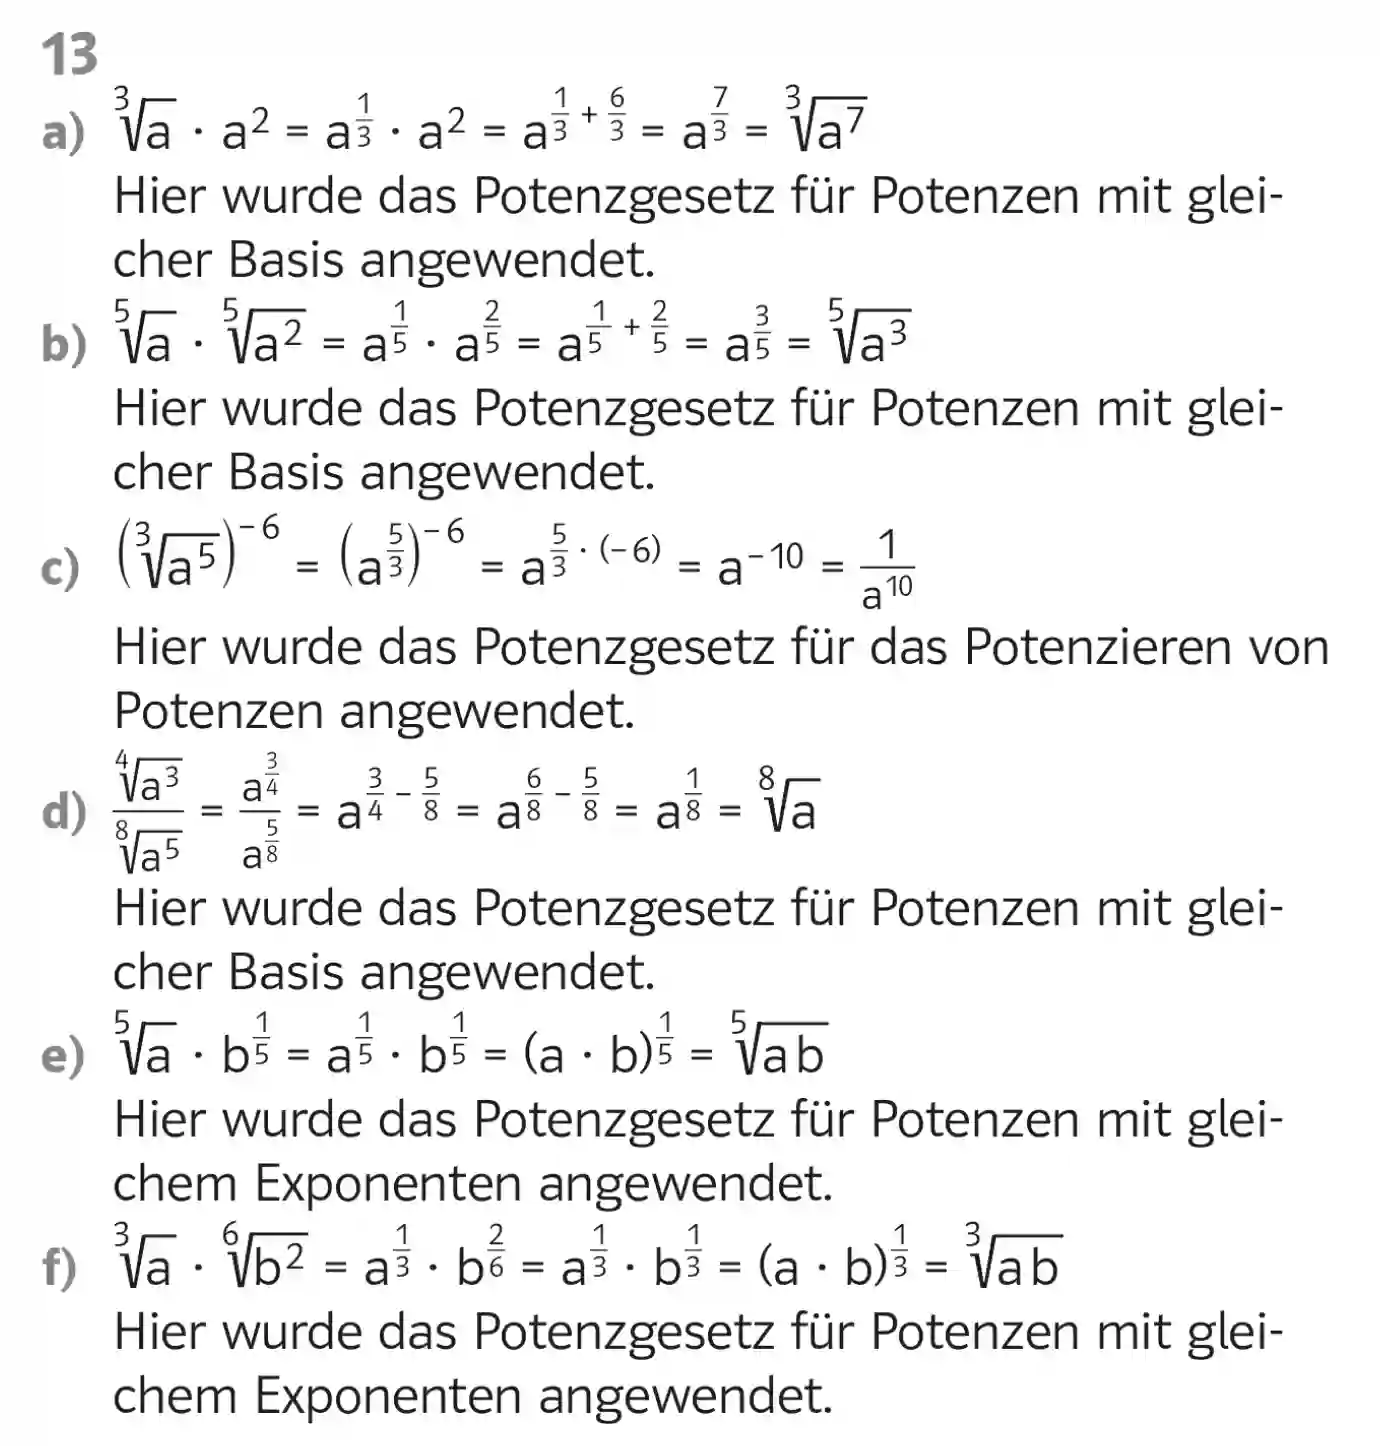 13
a) ∛a · a² = a^(1/3) · a² = a^(1/3 + 6/3) = a^(7/3) = ∛(a⁷)
Hier wurde das Potenzgesetz für Potenzen mit glei-
cher Basis angewendet.
b) ⁵√a · ⁵√(a²) = a^(1/5) · a^(2/5) = a^(1/5 + 2/5) = a^(3/5) = ⁵√(a³)
Hier wurde das Potenzgesetz für Potenzen mit glei-
cher Basis angewendet.
c) (∛(a⁵))^(−6) = (a^(5/3))^(−6) = a^(5/3 · (−6)) = a^(−10) = 1/a^10
Hier wurde das Potenzgesetz für das Potenzieren von
Potenzen angewendet.
d) ⁴√(a³)/⁸√(a⁵) = a^(3/4)/a^(5/8) = a^(3/4 − 5/8) = a^(6/8 − 5/8) = a^(1/8) = ⁸√a
Hier wurde das Potenzgesetz für Potenzen mit glei-
cher Basis angewendet.
e) ⁵√a · b^(1/5) = a^(1/5) · b^(1/5) = (a · b)^(1/5) = ⁵√(ab)
Hier wurde das Potenzgesetz für Potenzen mit glei-
chem Exponenten angewendet.
f) ∛a · ⁶√(b²) = a^(1/3) · b^(2/6) = a^(1/3) · b^(1/3) = (a · b)^(1/3) = ∛(ab)
Hier wurde das Potenzgesetz für Potenzen mit glei-
chem Exponenten angewendet.